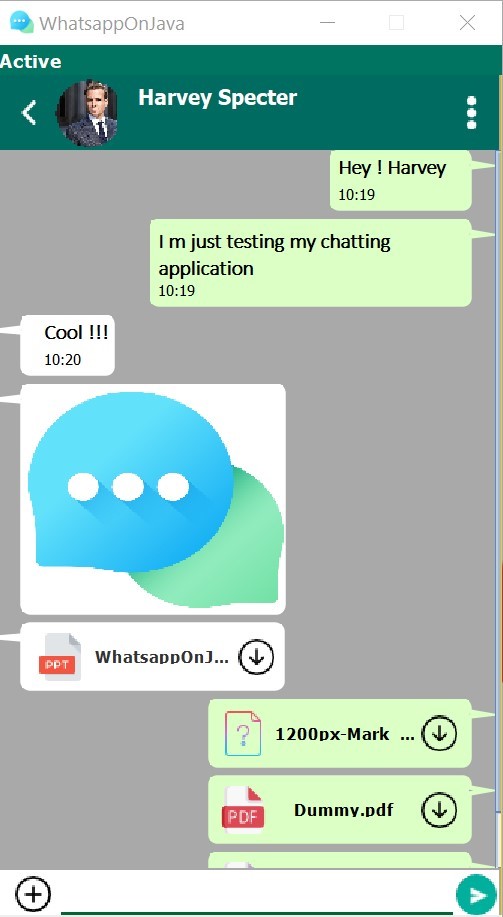 WhatsappOnJava
Active
Harvey Specter
Hey ! Harvey
10:19
I m just testing my chatting
application
10:19
Cool !!!
10:20
PPT
WhatsappOnJ...
?
1200px-Mark ...
PDF
Dummy.pdf